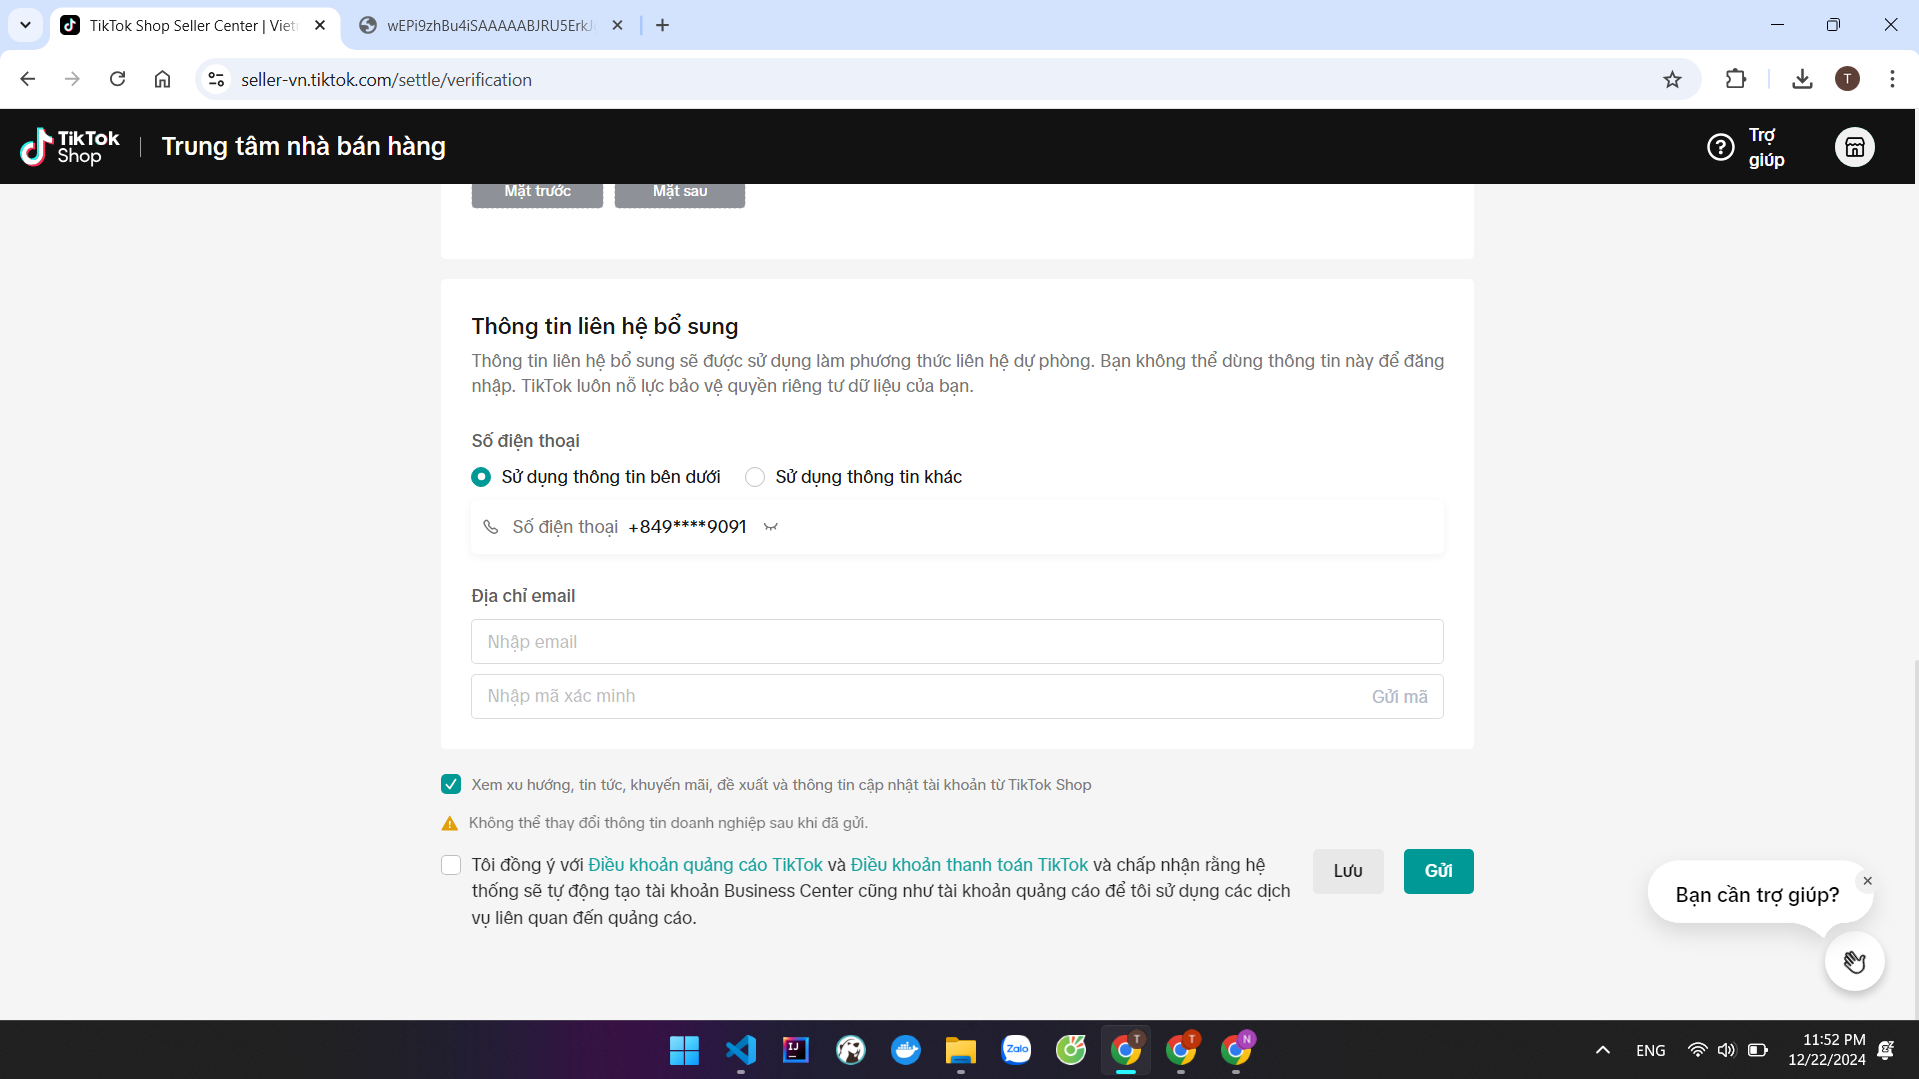 TikTok Shop Seller Center | Viet
wEPi9zhBu4iSAAAAABJRU5ErkJ
seller-vn.tiktok.com/settle/verification
T
TikTok
Shop
Trung tâm nhà bán hàng
Trợ
giúp
Mặt trước
Mặt sau
Thông tin liên hệ bổ sung
Thông tin liên hệ bổ sung sẽ được sử dụng làm phương thức liên hệ dự phòng. Bạn không thể dùng thông tin này để đăng
nhập. TikTok luôn nỗ lực bảo vệ quyền riêng tư dữ liệu của bạn.
Số điện thoại
Sử dụng thông tin bên dưới
Sử dụng thông tin khác
Số điện thoại +849****9091
Địa chỉ email
Nhập email
Nhập mã xác minh
Gửi mã
Xem xu hướng, tin tức, khuyến mãi, đề xuất và thông tin cập nhật tài khoản từ TikTok Shop
Không thể thay đổi thông tin doanh nghiệp sau khi đã gửi.
Tôi đồng ý với Điều khoản quảng cáo TikTok và Điều khoản thanh toán TikTok và chấp nhận rằng hệ
thống sẽ tự động tạo tài khoản Business Center cũng như tài khoản quảng cáo để tôi sử dụng các dịch
vụ liên quan đến quảng cáo.
Lưu
Gửi
Bạn cần trợ giúp?
IJ
Zalo
T
T
N
ENG
11:52 PM
12/22/2024